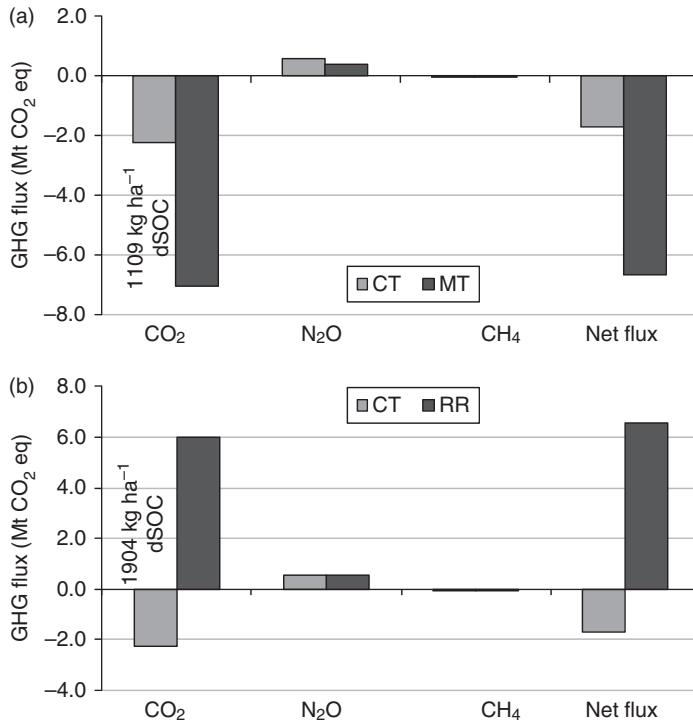 (a)
GHG flux (Mt CO₂ eq)
2.0
0.0
−2.0
−4.0
−6.0
−8.0
1109 kg ha⁻¹
dSOC
CT MT
CO₂ N₂O CH₄ Net flux
(b)
GHG flux (Mt CO₂ eq)
8.0
6.0
4.0
2.0
0.0
−2.0
−4.0
1904 kg ha⁻¹
dSOC
CT RR
CO₂ N₂O CH₄ Net flux